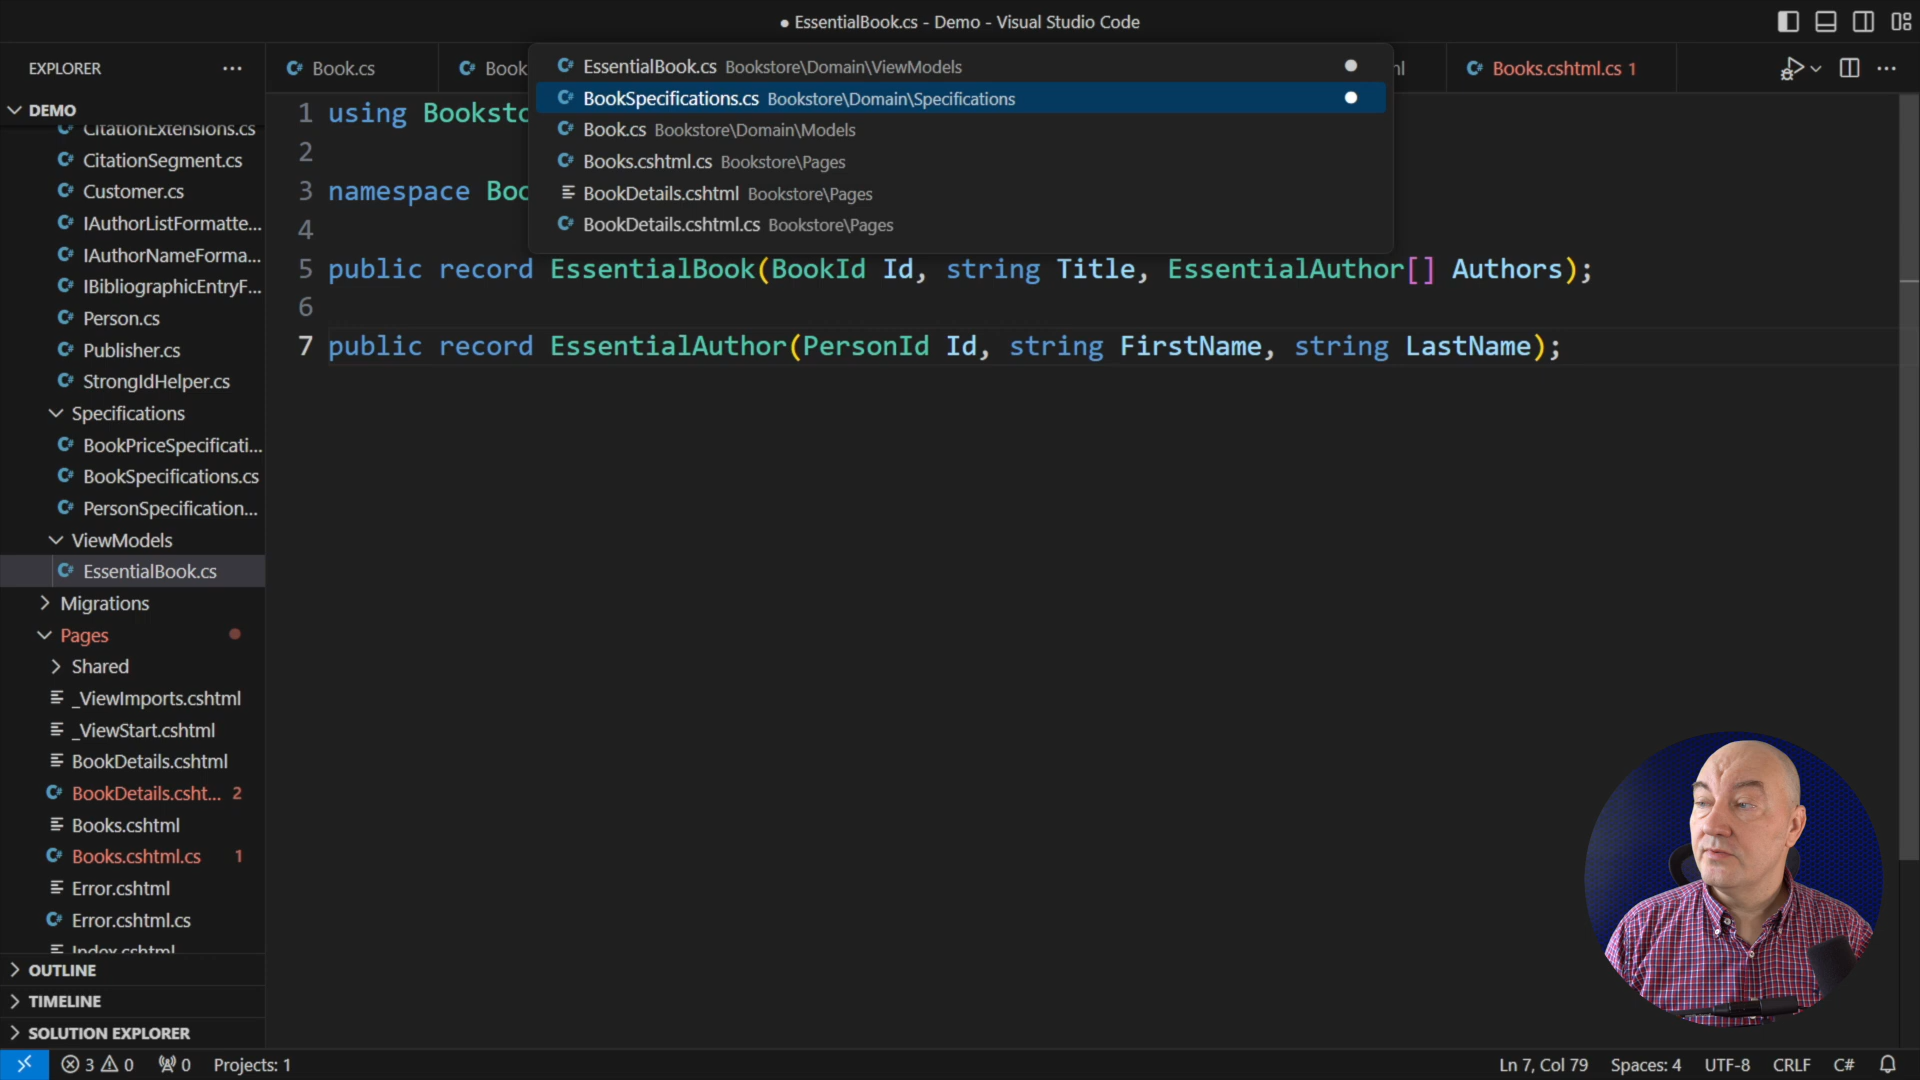 ● EssentialBook.cs - Demo - Visual Studio Code
EXPLORER
DEMO
CitationExtensions.cs
CitationSegment.cs
Customer.cs
IAuthorListFormatte...
IAuthorNameForma...
IBibliographicEntryF...
Person.cs
Publisher.cs
StrongIdHelper.cs
Specifications
BookPriceSpecificati...
BookSpecifications.cs
PersonSpecification...
ViewModels
EssentialBook.cs
Migrations
Pages
Shared
_ViewImports.cshtml
_ViewStart.cshtml
BookDetails.cshtml
BookDetails.csht... 2
Books.cshtml
Books.cshtml.cs 1
Error.cshtml
Error.cshtml.cs
Index.cshtml
OUTLINE
TIMELINE
SOLUTION EXPLORER
Book.cs
Books.cshtml.cs 1
EssentialBook.cs Bookstore\Domain\ViewModels
BookSpecifications.cs Bookstore\Domain\Specifications
Book.cs Bookstore\Domain\Models
Books.cshtml.cs Bookstore\Pages
BookDetails.cshtml Bookstore\Pages
BookDetails.cshtml.cs Bookstore\Pages
1 using Booksto
2
3 namespace Boo
4
5 public record EssentialBook(BookId Id, string Title, EssentialAuthor[] Authors);
6
7 public record EssentialAuthor(PersonId Id, string FirstName, string LastName);
3 0 0 Projects: 1
Ln 7, Col 79 Spaces: 4 UTF-8 CRLF C#